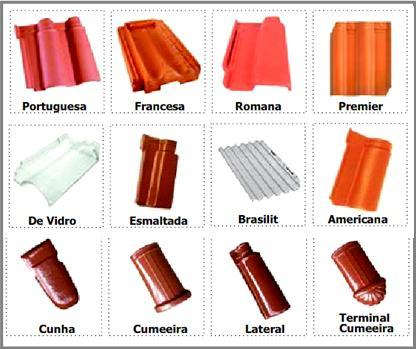 Portuguesa Francesa Romana Premier
De Vidro Esmaltada Brasilit Americana
Cunha Cumeeira Lateral Terminal
Cumeeira